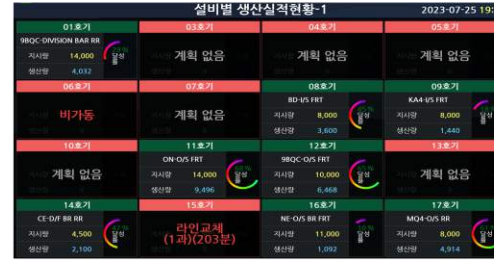 설비별 생산실적현황-1
2023-07-25 19:
01호기
9BQC-DIVISION BAR RR
지시량 14,000
생산량 4,032
달성률
03호기
계획 없음
04호기
계획 없음
05호기
계획 없음
06호기
비가동
07호기
계획 없음
08호기
BD-I/S FRT
지시량 8,000
생산량 3,600
달성률
09호기
KA4-I/S FRT
지시량 8,000
생산량 1,440
달성률
10호기
계획 없음
11호기
ON-O/S FRT
지시량 14,000
생산량 9,496
달성률
12호기
9BQC-O/S FRT
지시량 10,000
생산량 6,468
달성률
13호기
계획 없음
14호기
CE-D/F BR RR
지시량 4,500
생산량 2,100
달성률
15호기
라인교체
(1과)(203분)
16호기
NE-O/S BR FRT
지시량 11,000
생산량 1,092
달성률
17호기
MQ4-O/S RR
지시량 8,000
생산량 4,914
달성률